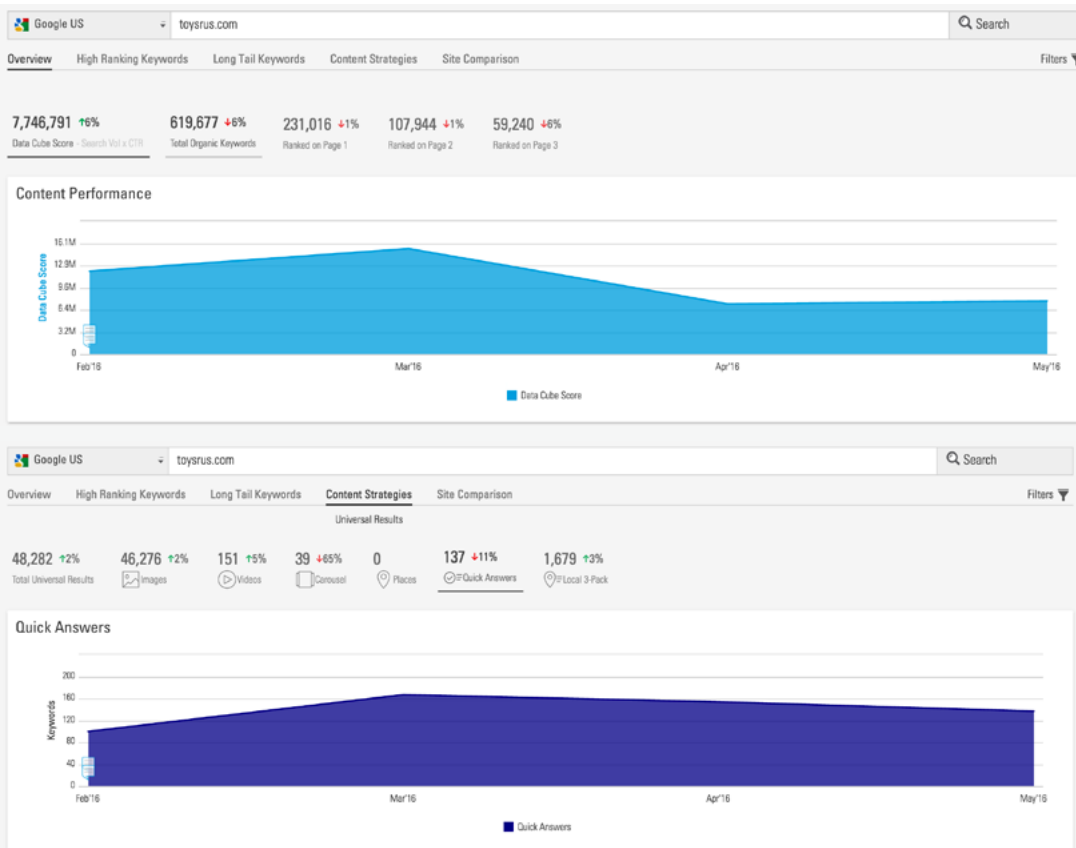 Google US toysrus.com Search
Overview High Ranking Keywords Long Tail Keywords Content Strategies Site Comparison Filters
7,746,791 ↑6% 619,677 ↓6% 231,016 ↓1% 107,944 ↓1% 59,240 ↓6%
Data Cube Score - Search Vol x CTR Total Organic Keywords Ranked on Page 1 Ranked on Page 2 Ranked on Page 3
Content Performance
16.1M
12.9M
9.6M
6.4M
3.2M
0
Data Cube Score
Feb'16 Mar'16 Apr'16 May'16
Data Cube Score
Google US toysrus.com Search
Overview High Ranking Keywords Long Tail Keywords Content Strategies Site Comparison Filters
Universal Results
48,282 ↑2% 46,276 ↑2% 151 ↑5% 39 ↓65% 0 137 ↓11% 1,679 ↑3%
Total Universal Results Images Videos Carousel Places Quick Answers Local 3-Pack
Quick Answers
200
160
120
80
40
0
Keywords
Feb'16 Mar'16 Apr'16 May'16
Quick Answers